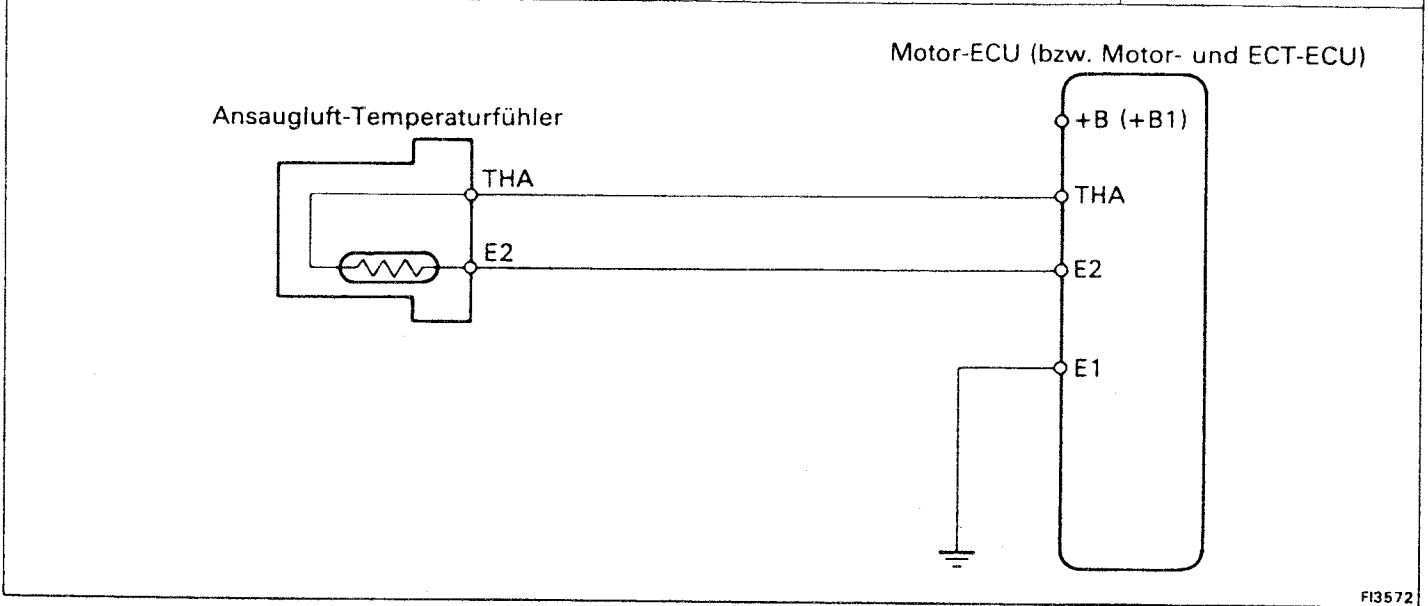 Motor-ECU (bzw. Motor- und ECT-ECU)
Ansaugluft-Temperaturfühler
+B (+B1)
THA
THA
E2
E2
E1
FI3572